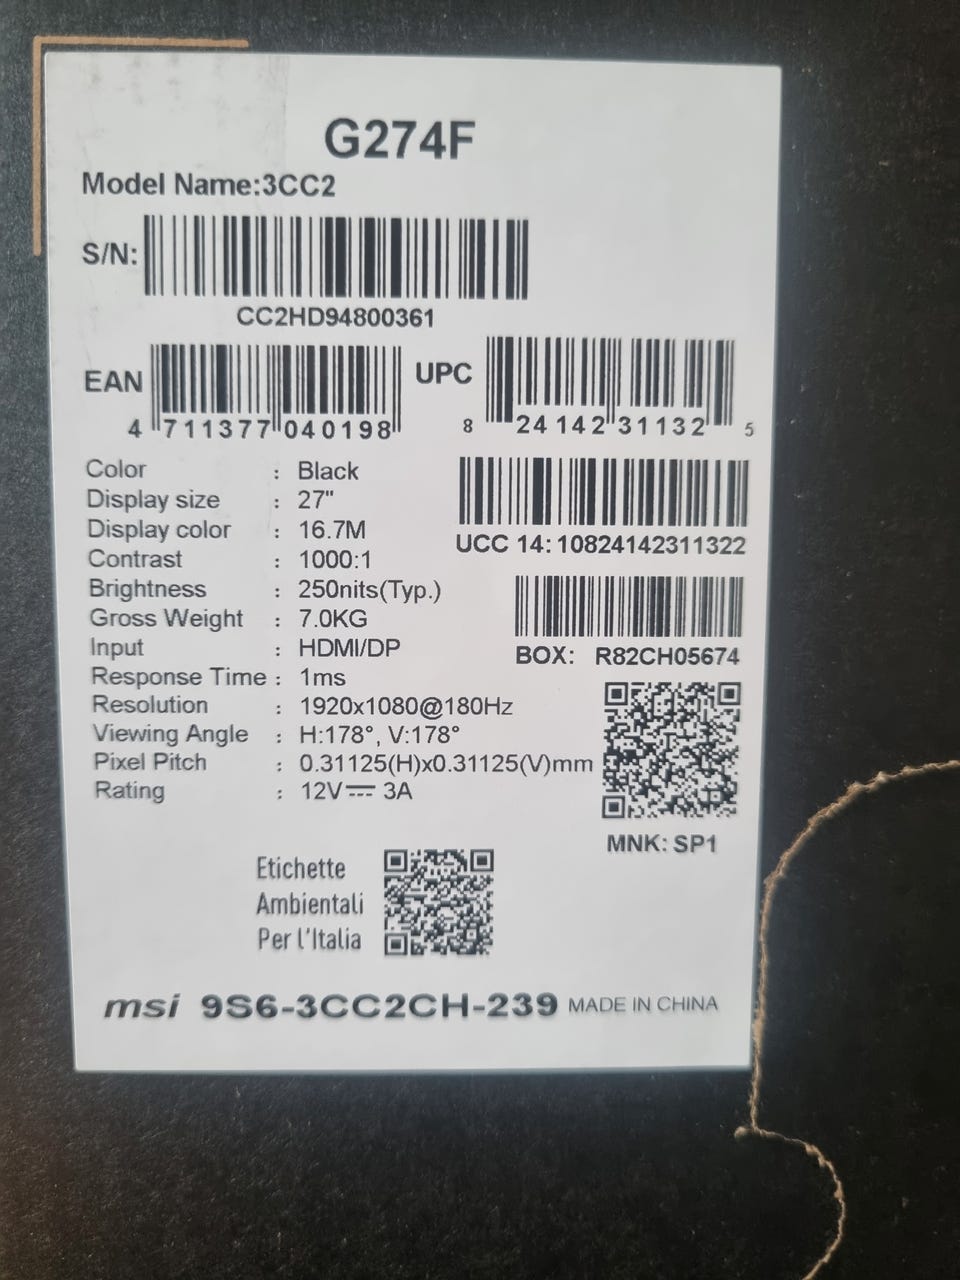 G274F
Model Name:3CC2
S/N:
CC2HD94800361
EAN
4 711377 040198
UPC
8 24142 31132 5
Color : Black
Display size : 27"
Display color : 16.7M
Contrast : 1000:1
Brightness : 250nits(Typ.)
Gross Weight : 7.0KG
Input : HDMI/DP
Response Time : 1ms
Resolution : 1920x1080@180Hz
Viewing Angle : H:178°, V:178°
Pixel Pitch : 0.31125(H)x0.31125(V)mm
Rating : 12V⎓ 3A
UCC 14: 10824142311322
BOX: R82CH05674
MNK: SP1
Etichette
Ambientali
Per l'Italia
msi 9S6-3CC2CH-239 MADE IN CHINA